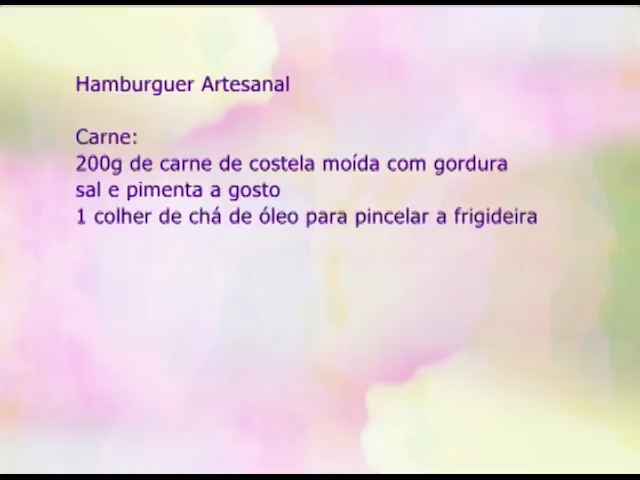 Hamburguer Artesanal
Carne:
200g de carne de costela moída com gordura
sal e pimenta a gosto
1 colher de chá de óleo para pincelar a frigideira